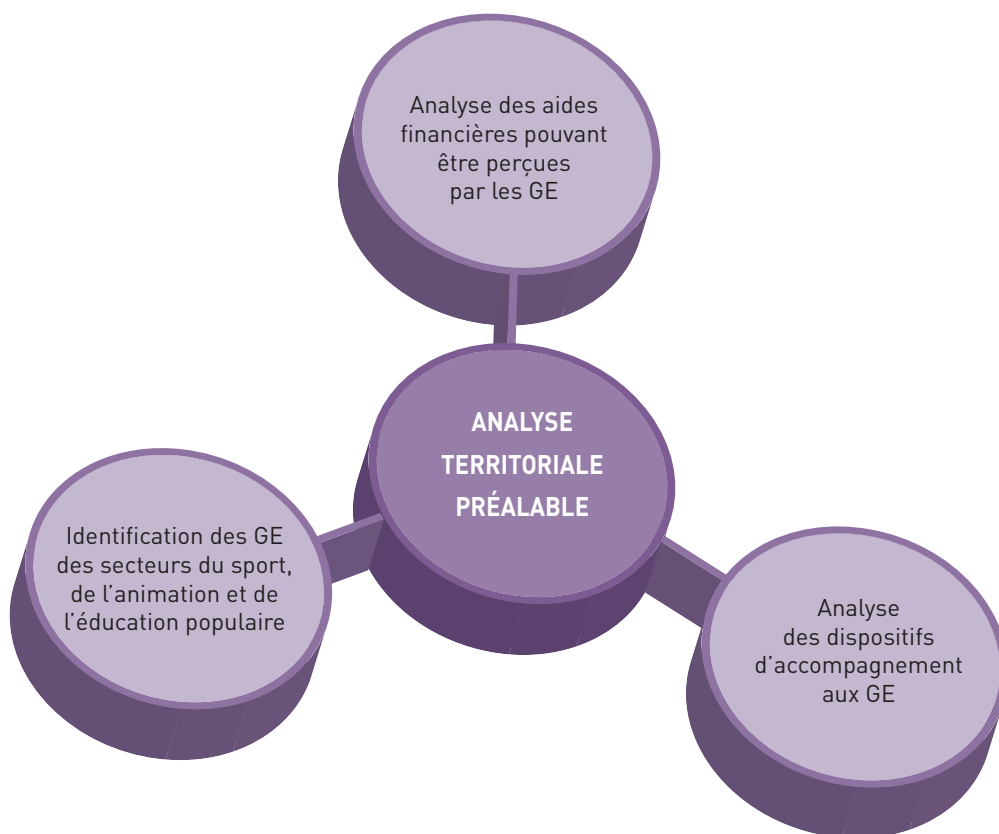 Analyse des aides
financières pouvant
être perçues
par les GE
ANALYSE
TERRITORIALE
PRÉALABLE
Identification des GE
des secteurs du sport,
de l’animation et de
l’éducation populaire
Analyse
des dispositifs
d’accompagnement
aux GE